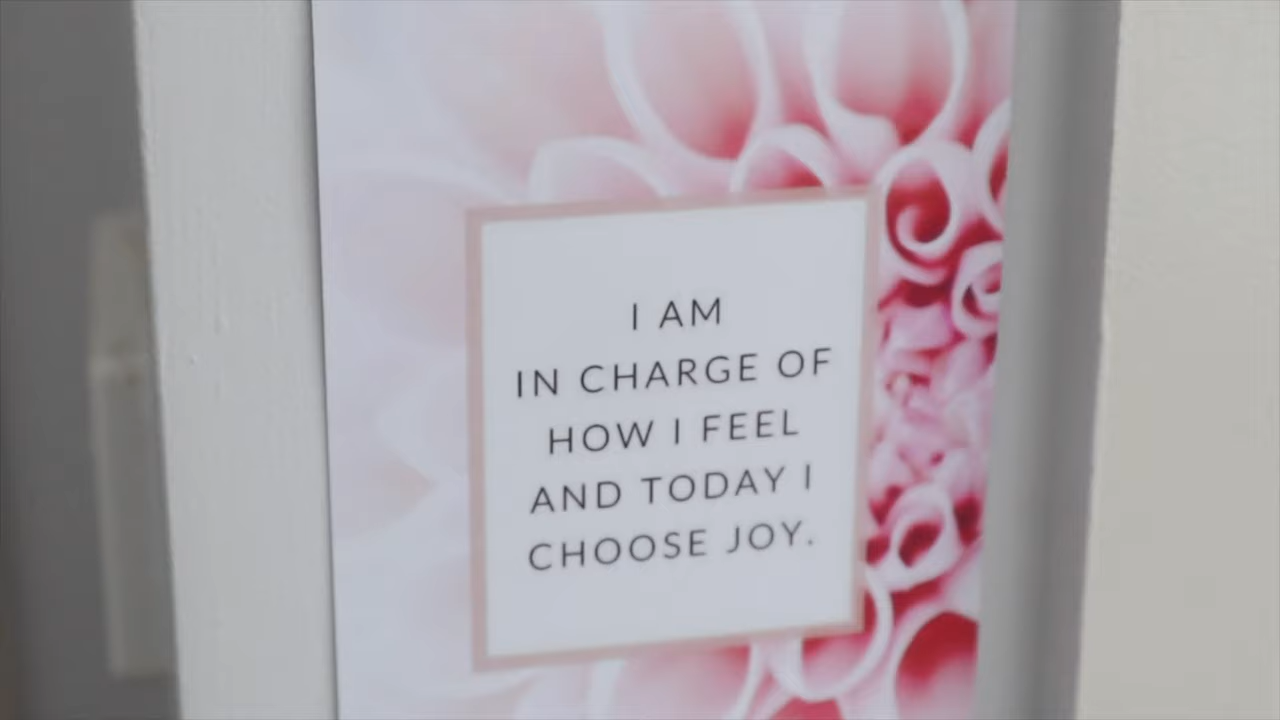 I AM
IN CHARGE OF
HOW I FEEL
AND TODAY I
CHOOSE JOY.